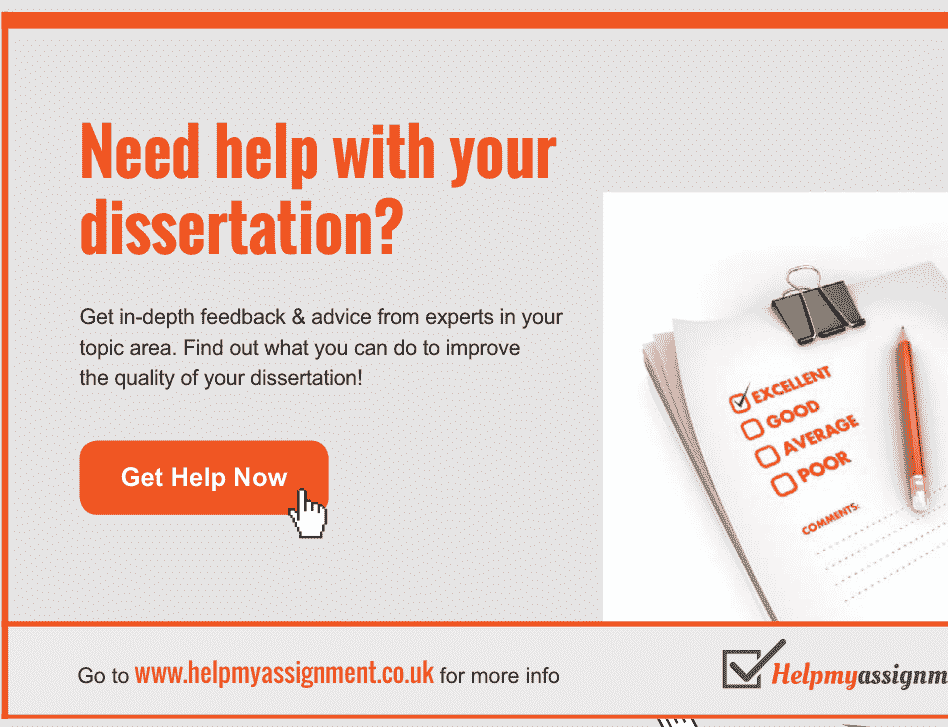 Need help with your
dissertation?
Get in-depth feedback & advice from experts in your
topic area. Find out what you can do to improve
the quality of your dissertation!
Get Help Now
EXCELLENT
GOOD
AVERAGE
POOR
COMMENTS:
Go to www.helpmyassignment.co.uk for more info
Helpmyassignm